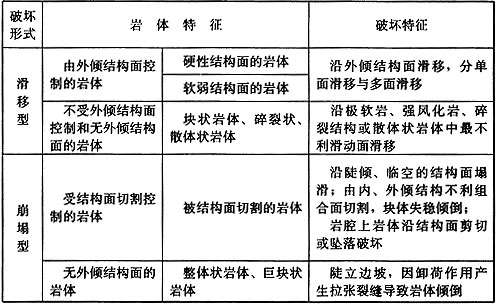 破坏
形式
岩体特征
破坏特征
滑
移
型
由外倾结构面控
制的岩体
硬性结构面的岩体
软弱结构面的岩体
沿外倾结构面滑移，分单
面滑移与多面滑移
不受外倾结构面
控制和无外倾结构
面的岩体
块状岩体、碎裂状、
散体状岩体
沿极软岩、强风化岩、碎
裂结构或散体状岩体中最不
利滑动面滑移
崩
塌
型
受结构面切割控
制的岩体
被结构面切割的岩体
沿陡倾、临空的结构面塌
滑；由内、外倾结构不利组
合面切割，块体失稳倾倒；
岩腔上岩体沿结构面剪切
或坠落破坏
无外倾结构面的
岩体
整体状岩体、巨块状
岩体
陡立边坡，因卸荷作用产
生拉张裂缝导致岩体倾倒